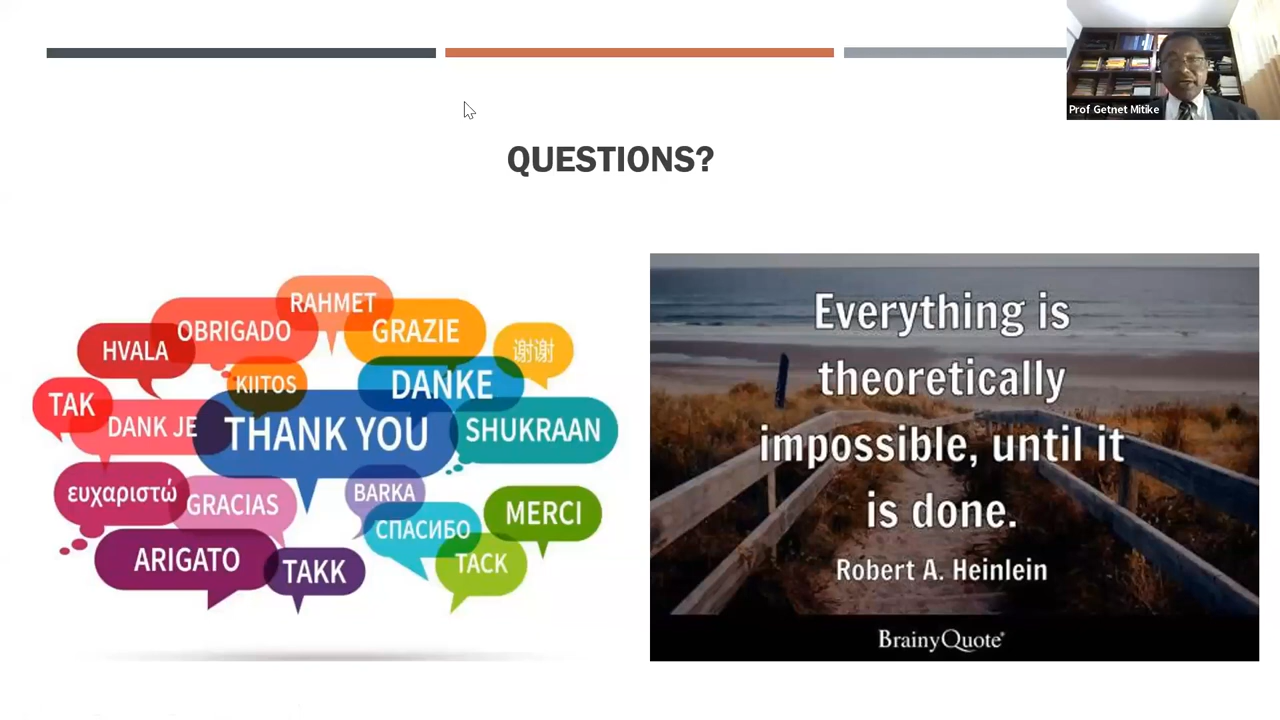 Prof Getnet Mitike
QUESTIONS?
RAHMET
OBRIGADO
GRAZIE
HVALA
谢谢
KIITOS
DANKE
TAK
DANK JE
THANK YOU
SHUKRAAN
ευχαριστώ
GRACIAS
BARKA
СПАСИБО
MERCI
ARIGATO
TAKK
TACK
Everything is
theoretically
impossible, until it
is done.
Robert A. Heinlein
BrainyQuote®